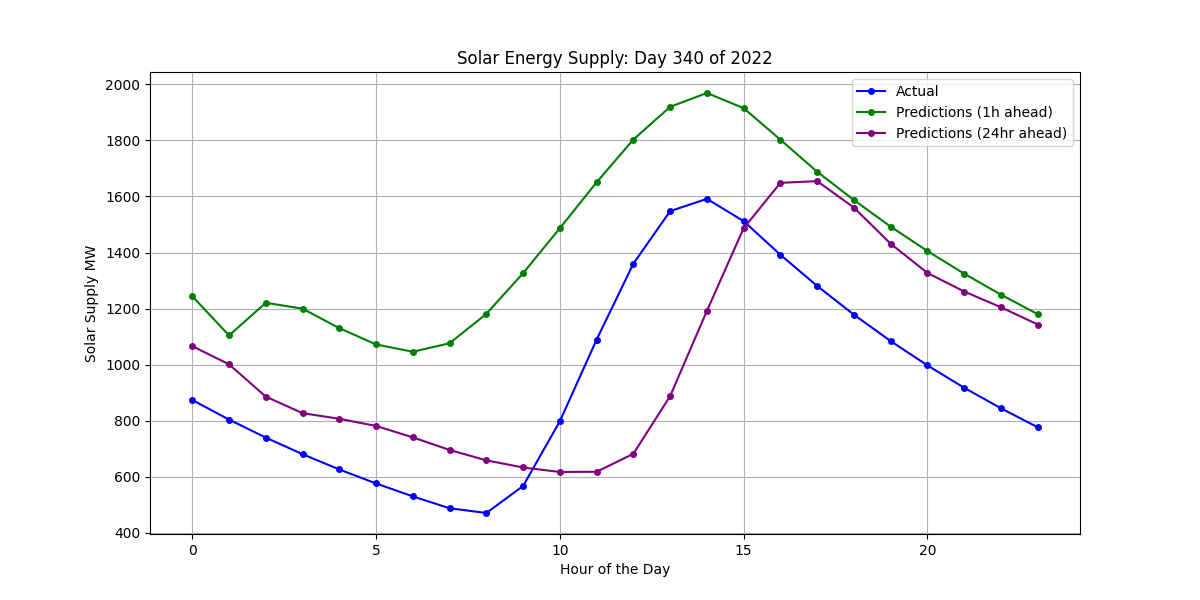 Solar Energy Supply: Day 340 of 2022
Actual
Predictions (1h ahead)
Predictions (24hr ahead)
Solar Supply MW
2000
1800
1600
1400
1200
1000
800
600
400
0 5 10 15 20
Hour of the Day